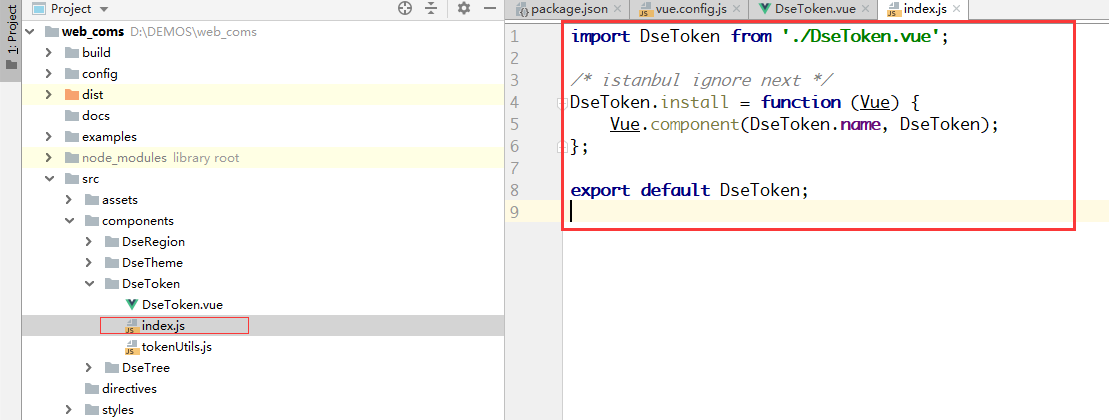 1: Project
Project
package.json
vue.config.js
DseToken.vue
index.js
web_coms D:\DEMOS\web_coms
build
config
dist
docs
examples
node_modules library root
src
assets
components
DseRegion
DseTheme
DseToken
DseToken.vue
index.js
tokenUtils.js
DseTree
directives
styles
1 import DseToken from './DseToken.vue';
2
3 /* istanbul ignore next */
4 DseToken.install = function (Vue) {
5 Vue.component(DseToken.name, DseToken);
6 };
7
8 export default DseToken;
9